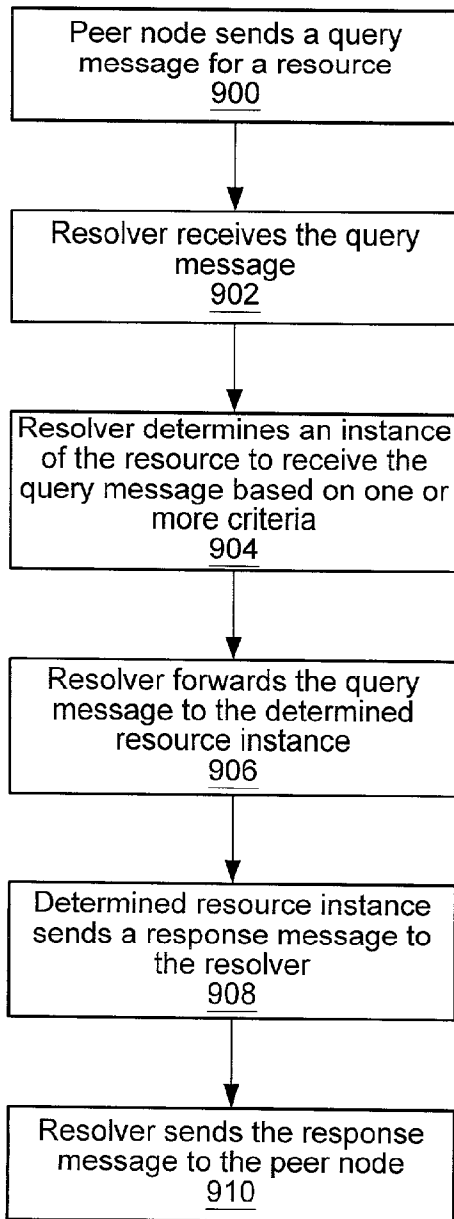 Peer node sends a query
message for a resource
900
Resolver receives the query
message
902
Resolver determines an instance
of the resource to receive the
query message based on one or
more criteria
904
Resolver forwards the query
message to the determined
resource instance
906
Determined resource instance
sends a response message to
the resolver
908
Resolver sends the response
message to the peer node
910